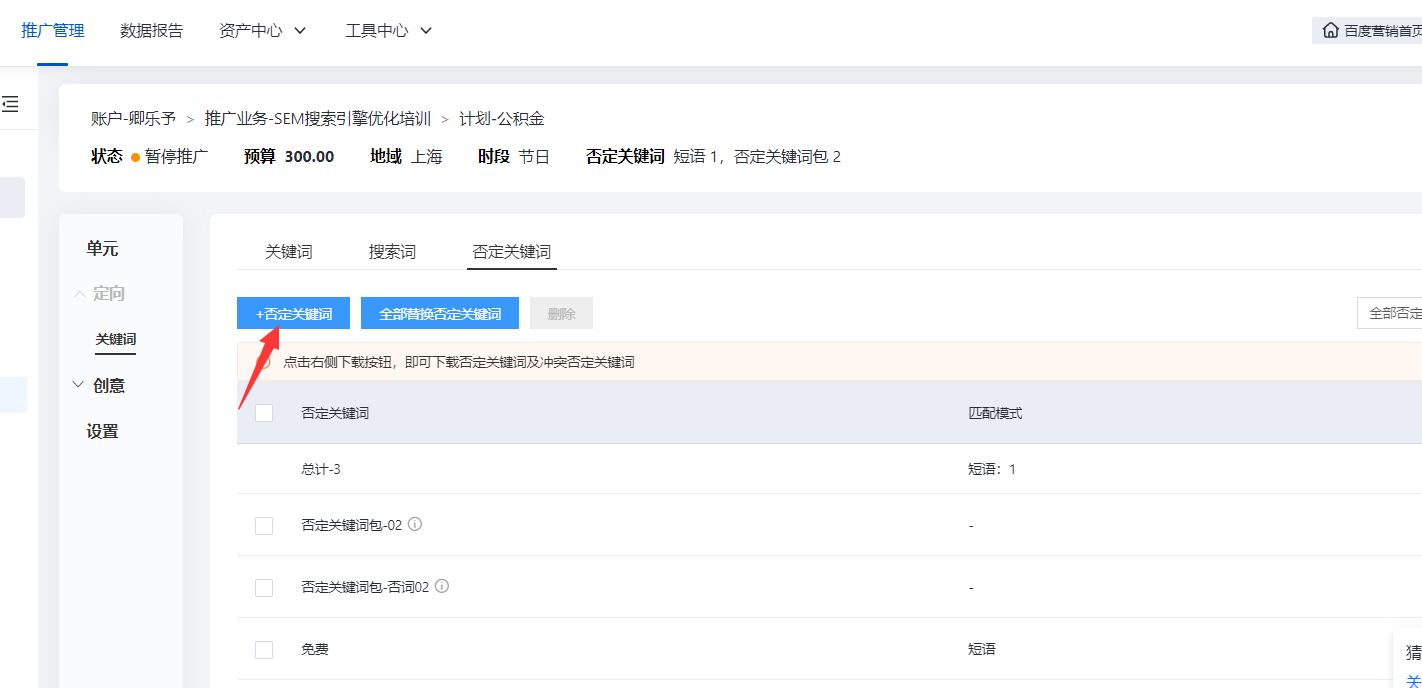 推广管理 数据报告 资产中心 工具中心 百度营销首页
账户-卿乐予 > 推广业务-SEM搜索引擎优化培训 > 计划-公积金
状态 暂停推广 预算 300.00 地域 上海 时段 节日 否定关键词 短语 1，否定关键词包 2
单元
定向
关键词
创意
设置
关键词 搜索词 否定关键词
+否定关键词 全部替换否定关键词 删除 全部否定
点击右侧下载按钮，即可下载否定关键词及冲突否定关键词
否定关键词 匹配模式
总计-3 短语：1
否定关键词包-02 -
否定关键词包-否词02 -
免费 短语
猜
关